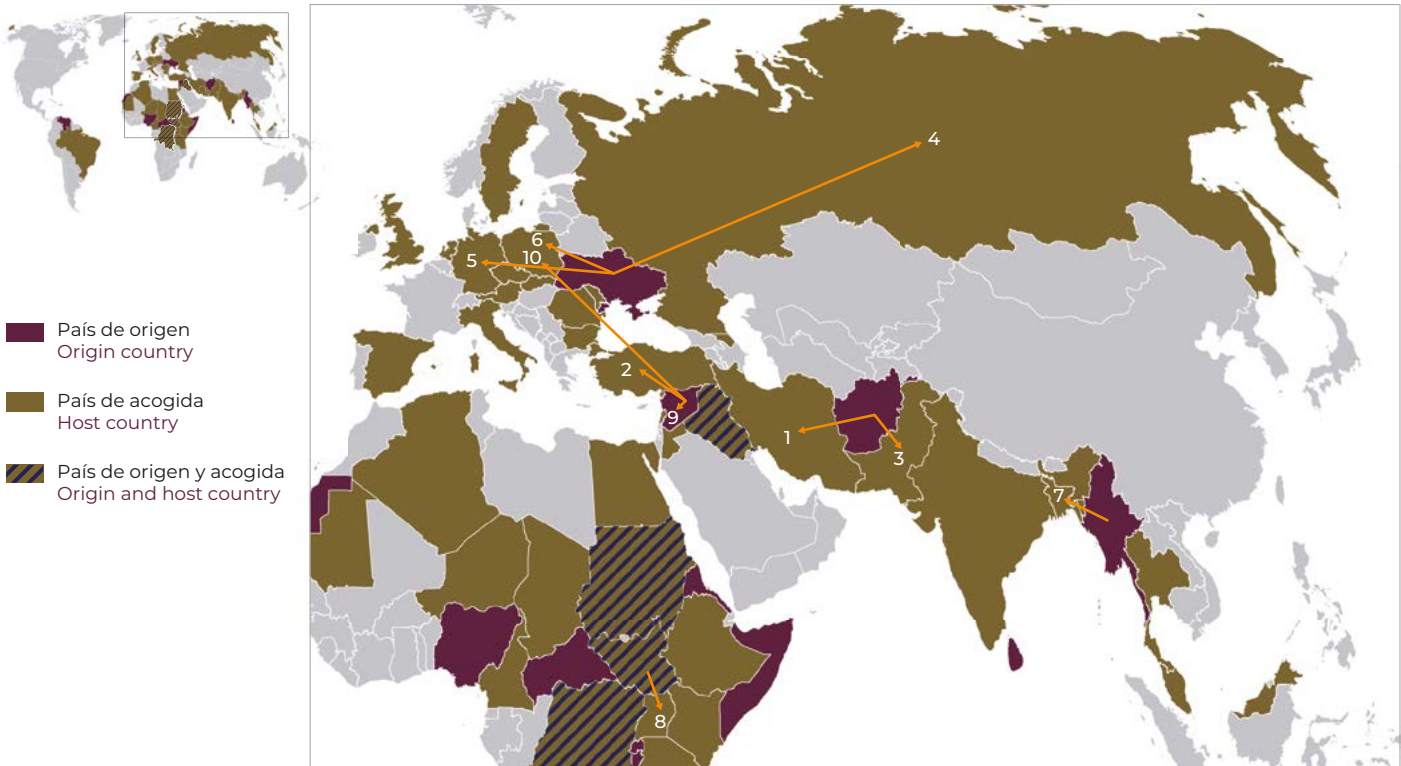 País de origen
Origin country
País de acogida
Host country
País de origen y acogida
Origin and host country
4
6
10
5
2
9
1
3
7
8